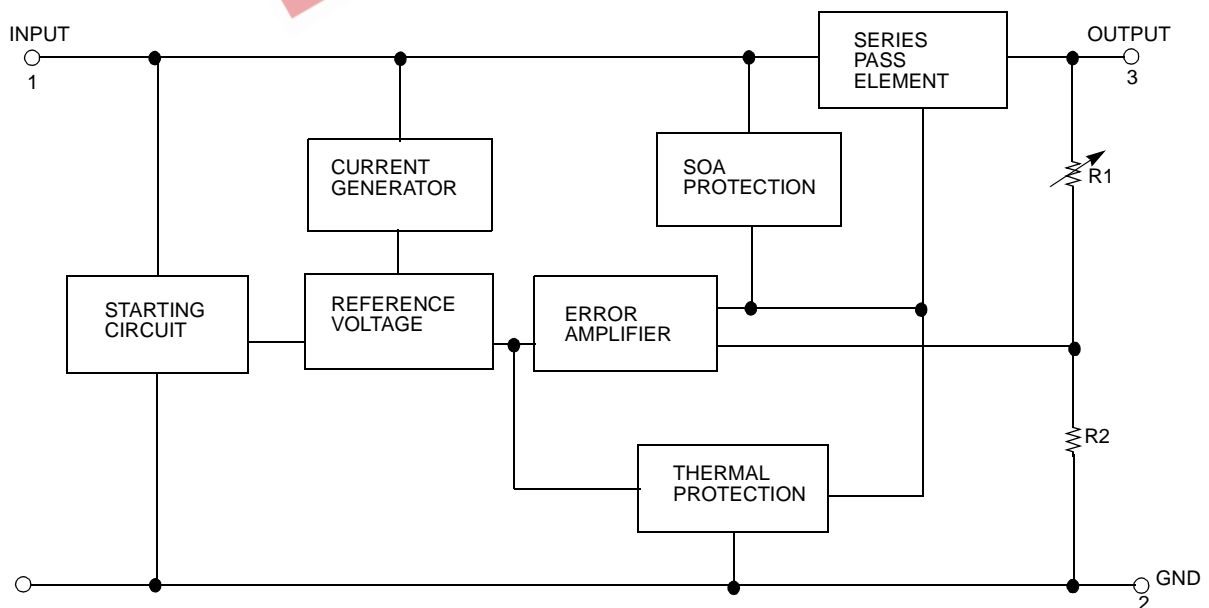 INPUT
1
SERIES
PASS
ELEMENT
OUTPUT
3
CURRENT
GENERATOR
SOA
PROTECTION
R1
STARTING
CIRCUIT
REFERENCE
VOLTAGE
ERROR
AMPLIFIER
R2
THERMAL
PROTECTION
GND
2